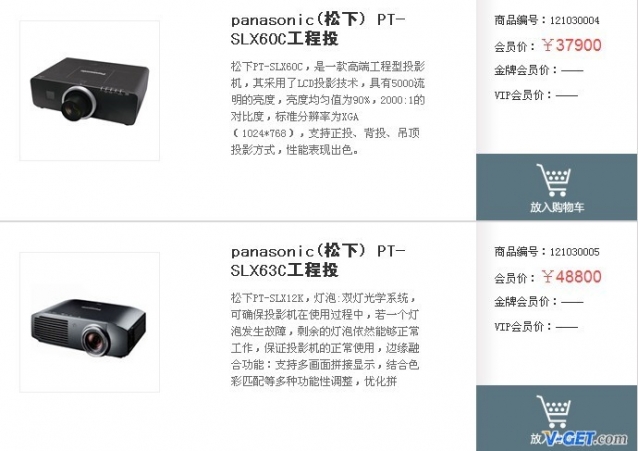 panasonic(松下) PT-
SLX60C工程投
松下PT-SLX60C，是一款高端工程型投影
机，其采用了LCD投影技术，具有5000流
明的亮度，亮度均匀值为90%，2000:1的
对比度，标准分辨率为XGA
（1024*768），支持正投、背投、吊顶
投影方式，性能表现出色。
商品编号：121030004
会员价：￥37900
金牌会员价：——
VIP会员价：——
放入购物车
panasonic(松下) PT-
SLX63C工程投
松下PT-SLX12K，灯泡:双灯光学系统，
可确保投影机在使用过程中，若一个灯
泡发生故障，剩余的灯泡依然能够正常
工作，保证投影机的正常使用，边缘融
合功能：支持多画面拼接显示，结合色
彩匹配等多种功能性调整，优化拼
商品编号：121030005
会员价：￥48800
金牌会员价：——
VIP会员价：——
放入
V-GET.com